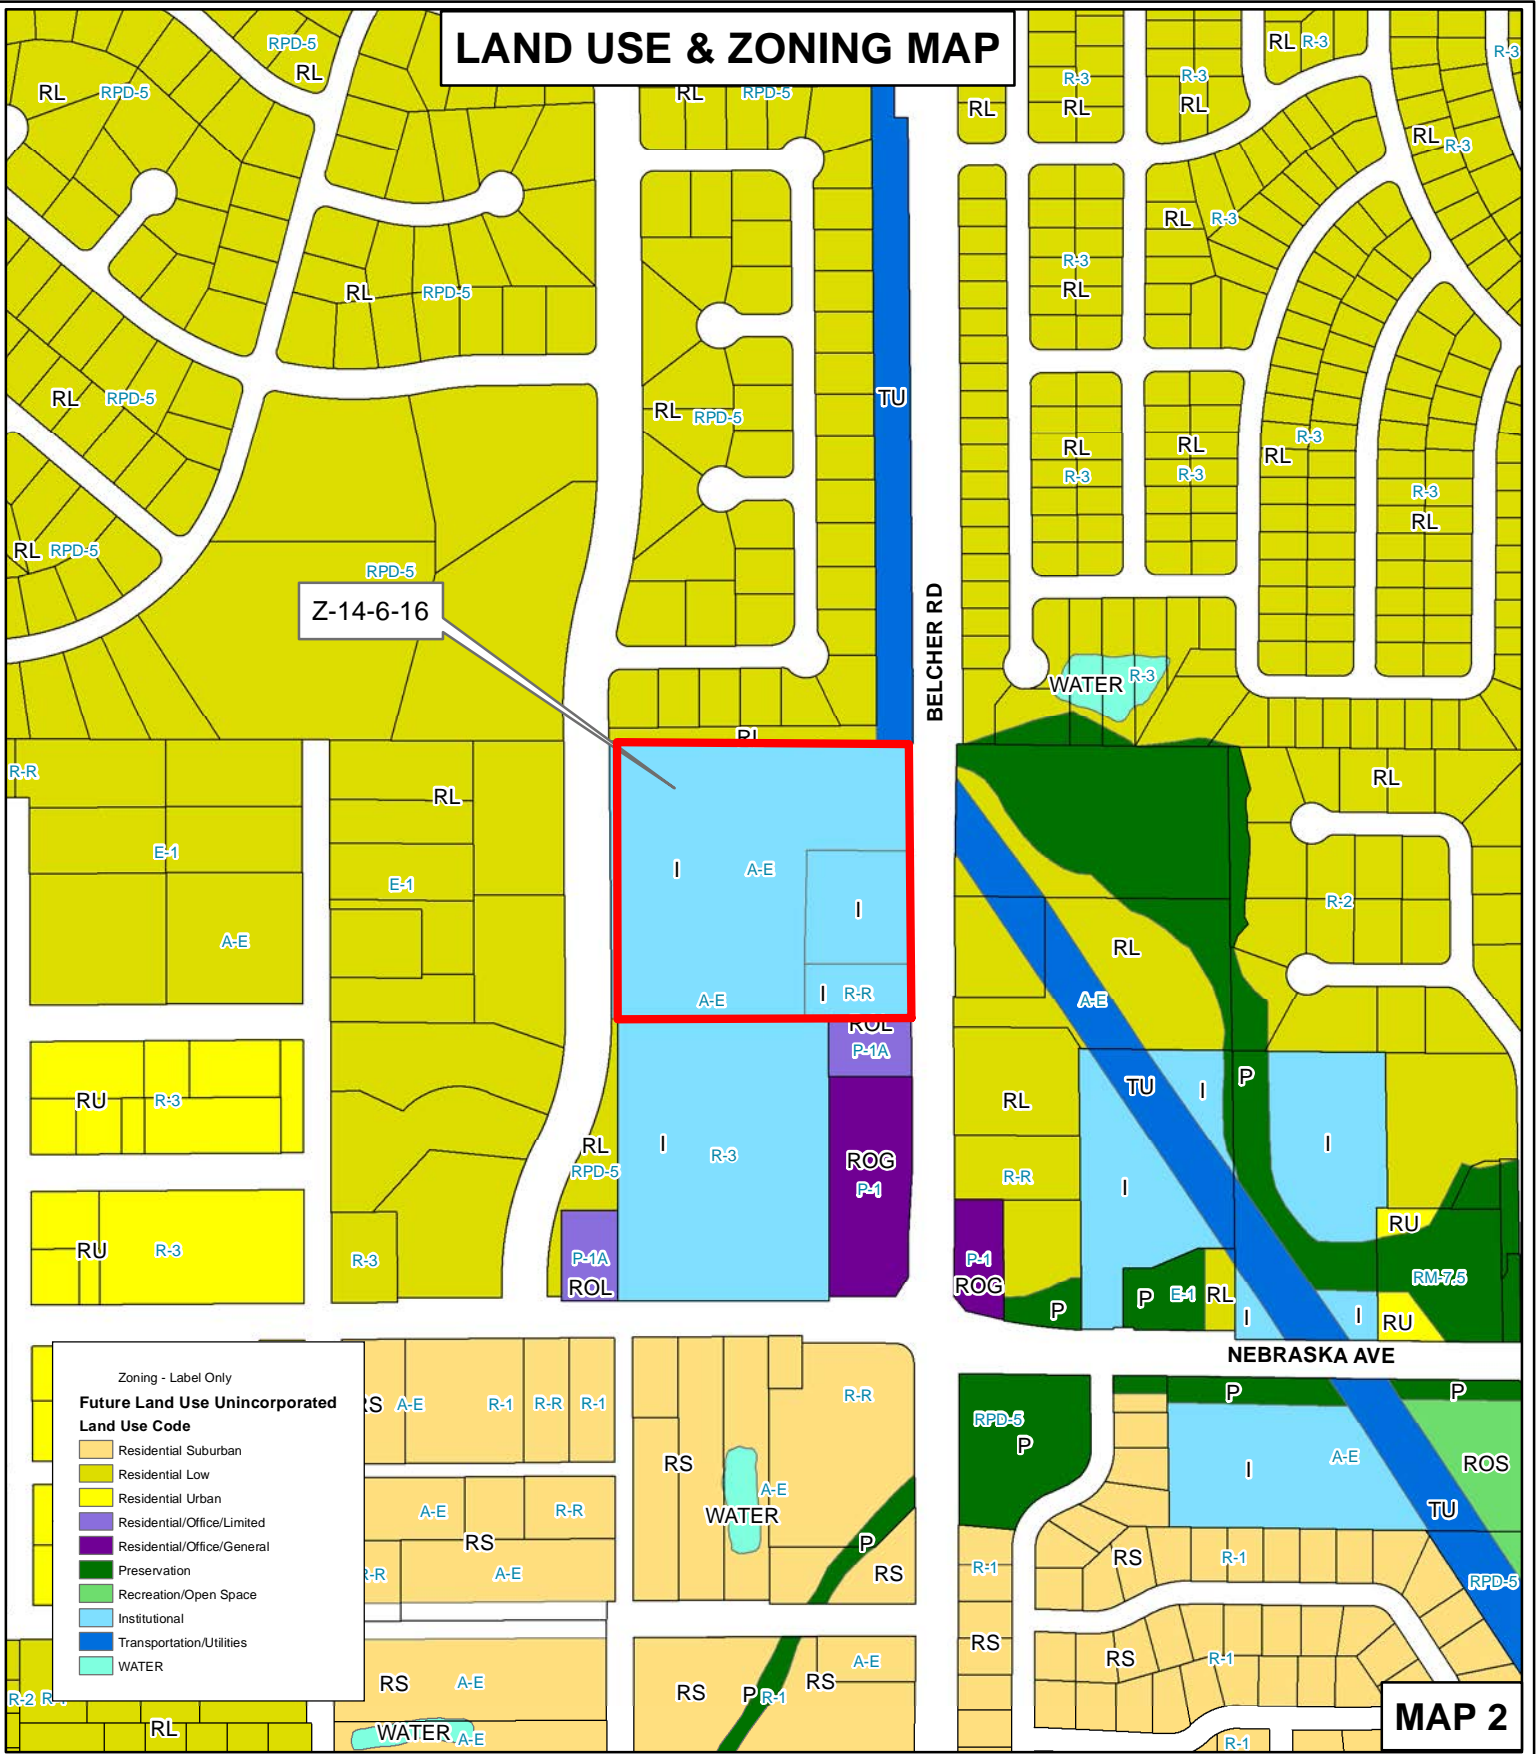 LAND USE & ZONING MAP
RPD-5
RL
RL RPD-5
RL RPD-5
RL
R-3
RL
R-3
RL
RL R-3
R-3
RL R-3
RL R-3
R-3
RL
RL RPD-5
RL RPD-5
RL RPD-5
TU
RL
R-3
RL
R-3
R-3
RL
R-3
RL
RL RPD-5
RPD-5
Z-14-6-16
BELCHER RD
WATER R-3
RL
R-R
RL
E-1
E-1
A-E
I A-E
I
A-E
I R-R
RL
R-2
RL
A-E
ROL
P-1A
RU R-3
RL
RPD-5
I R-3
ROG
P-1
RL
R-R
TU
I
P
I
I
RU R-3
R-3
P-1A
ROL
P-1
ROG
P
P E-1 RL
I
I
RU
RM-7.5
RU
NEBRASKA AVE
Zoning - Label Only
Future Land Use Unincorporated
Land Use Code
Residential Suburban
Residential Low
Residential Urban
Residential/Office/Limited
Residential/Office/General
Preservation
Recreation/Open Space
Institutional
Transportation/Utilities
WATER
RS A-E R-1 R-R R-1
R-R
RS
A-E
WATER
P
RS
A-E R-R
RS
R-R A-E
RPD-5
P
P
P
I A-E
ROS
TU
RPD-5
R-1
RS R-1
RS
RS R-1
R-1
RS A-E
RS P R-1 RS
A-E
R-2
RL
WATER A-E
MAP 2